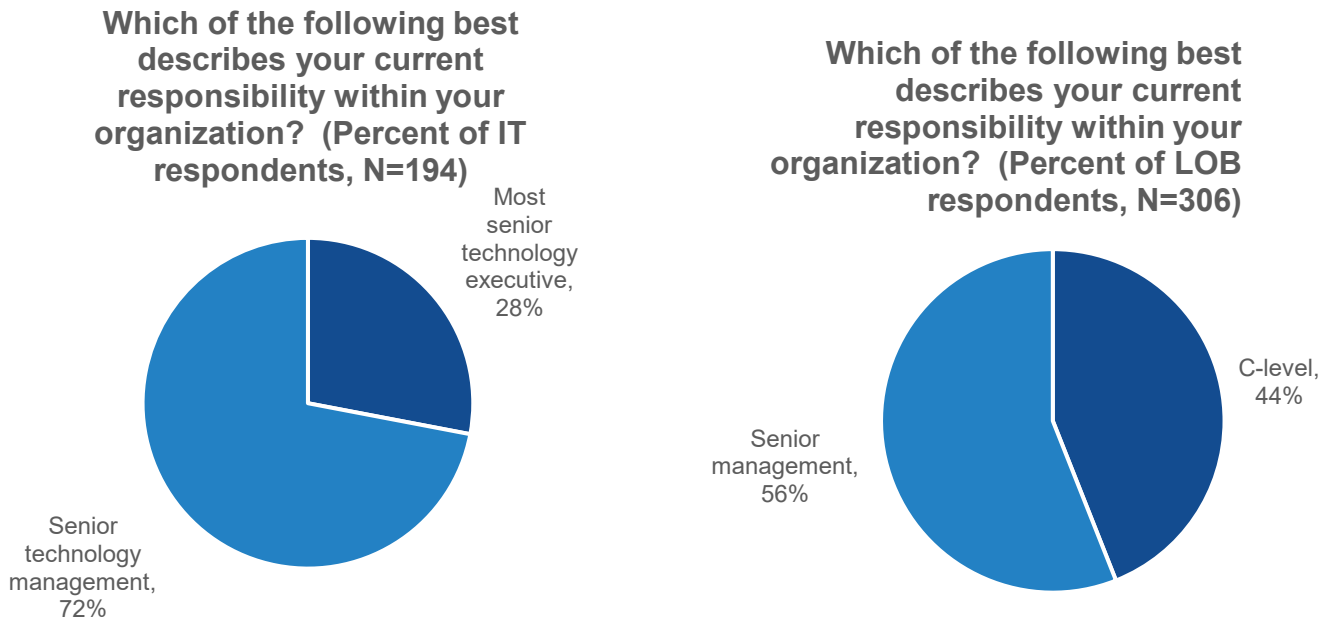 Which of the following best
describes your current
responsibility within your
organization?  (Percent of IT
respondents, N=194)
Most
senior
technology
executive,
28%
Senior
technology
management,
72%
Which of the following best
describes your current
responsibility within your
organization?  (Percent of LOB
respondents, N=306)
C-level,
44%
Senior
management,
56%